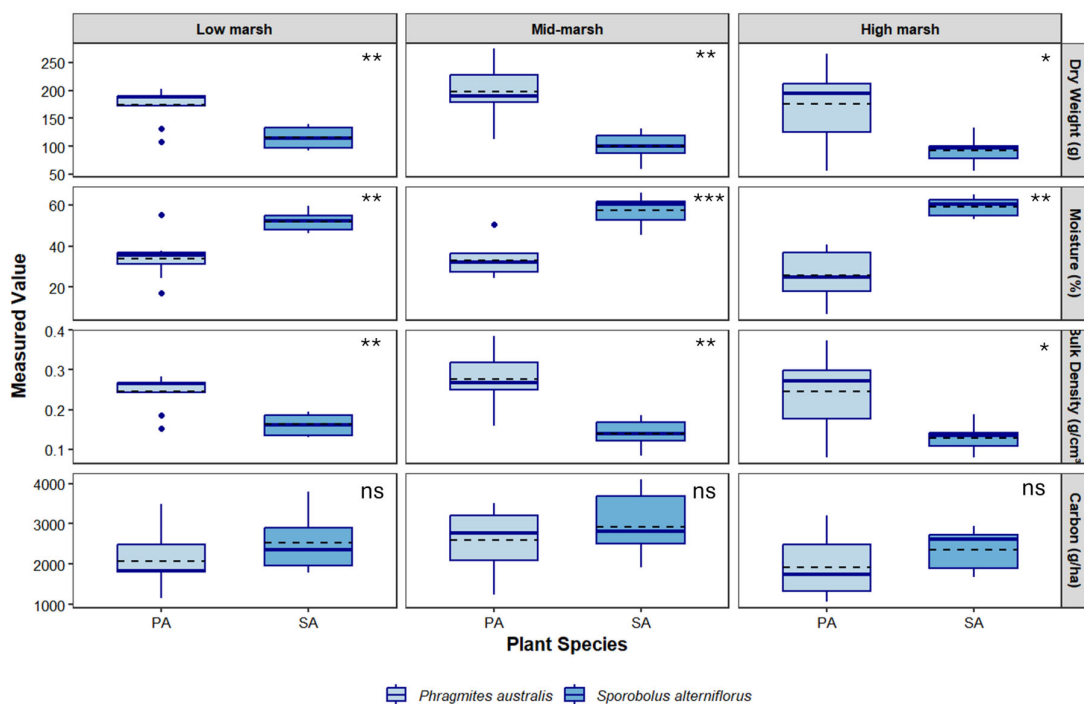 Low marsh
Mid-marsh
High marsh
Measured Value
250
200
150
100
50
**
**
*
Dry Weight (g)
60
40
20
**
***
**
Moisture (%)
0.4
0.3
0.2
0.1
**
**
*
Bulk Density (g/cm³
4000
3000
2000
1000
ns
ns
ns
Carbon (g/ha)
PA SA PA SA PA SA
Plant Species
Phragmites australis Sporobolus alterniflorus